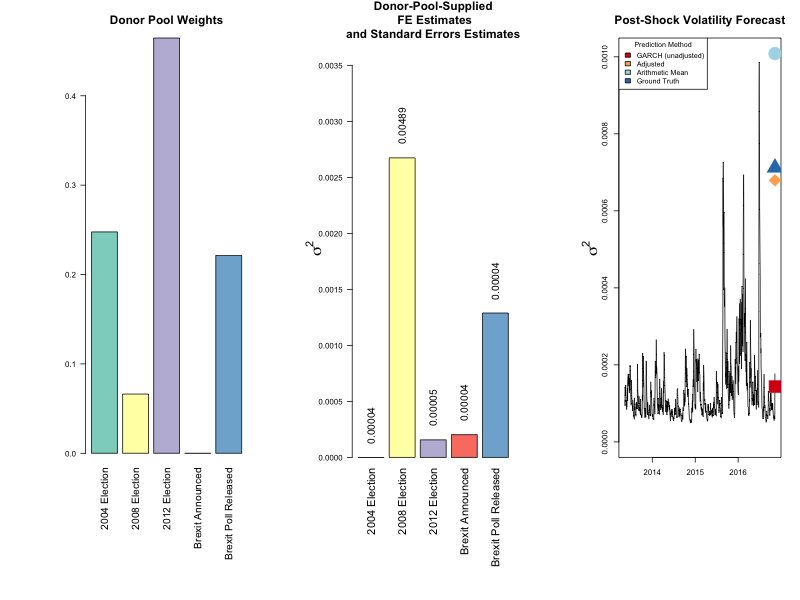 Donor Pool Weights
0.4
0.3
0.2
0.1
0.0
2004 Election
2008 Election
2012 Election
Brexit Announced
Brexit Poll Released
Donor-Pool-Supplied
FE Estimates
and Standard Errors Estimates
σ²
0.0035
0.0030
0.0025
0.0020
0.0015
0.0010
0.0005
0.0000
0.00004
0.00489
0.00005
0.00004
0.00004
2004 Election
2008 Election
2012 Election
Brexit Announced
Brexit Poll Released
Post-Shock Volatility Forecast
σ²
0.0010
0.0008
0.0006
0.0004
0.0002
0.0000
Prediction Method
GARCH (unadjusted)
Adjusted
Arithmetic Mean
Ground Truth
2014
2015
2016